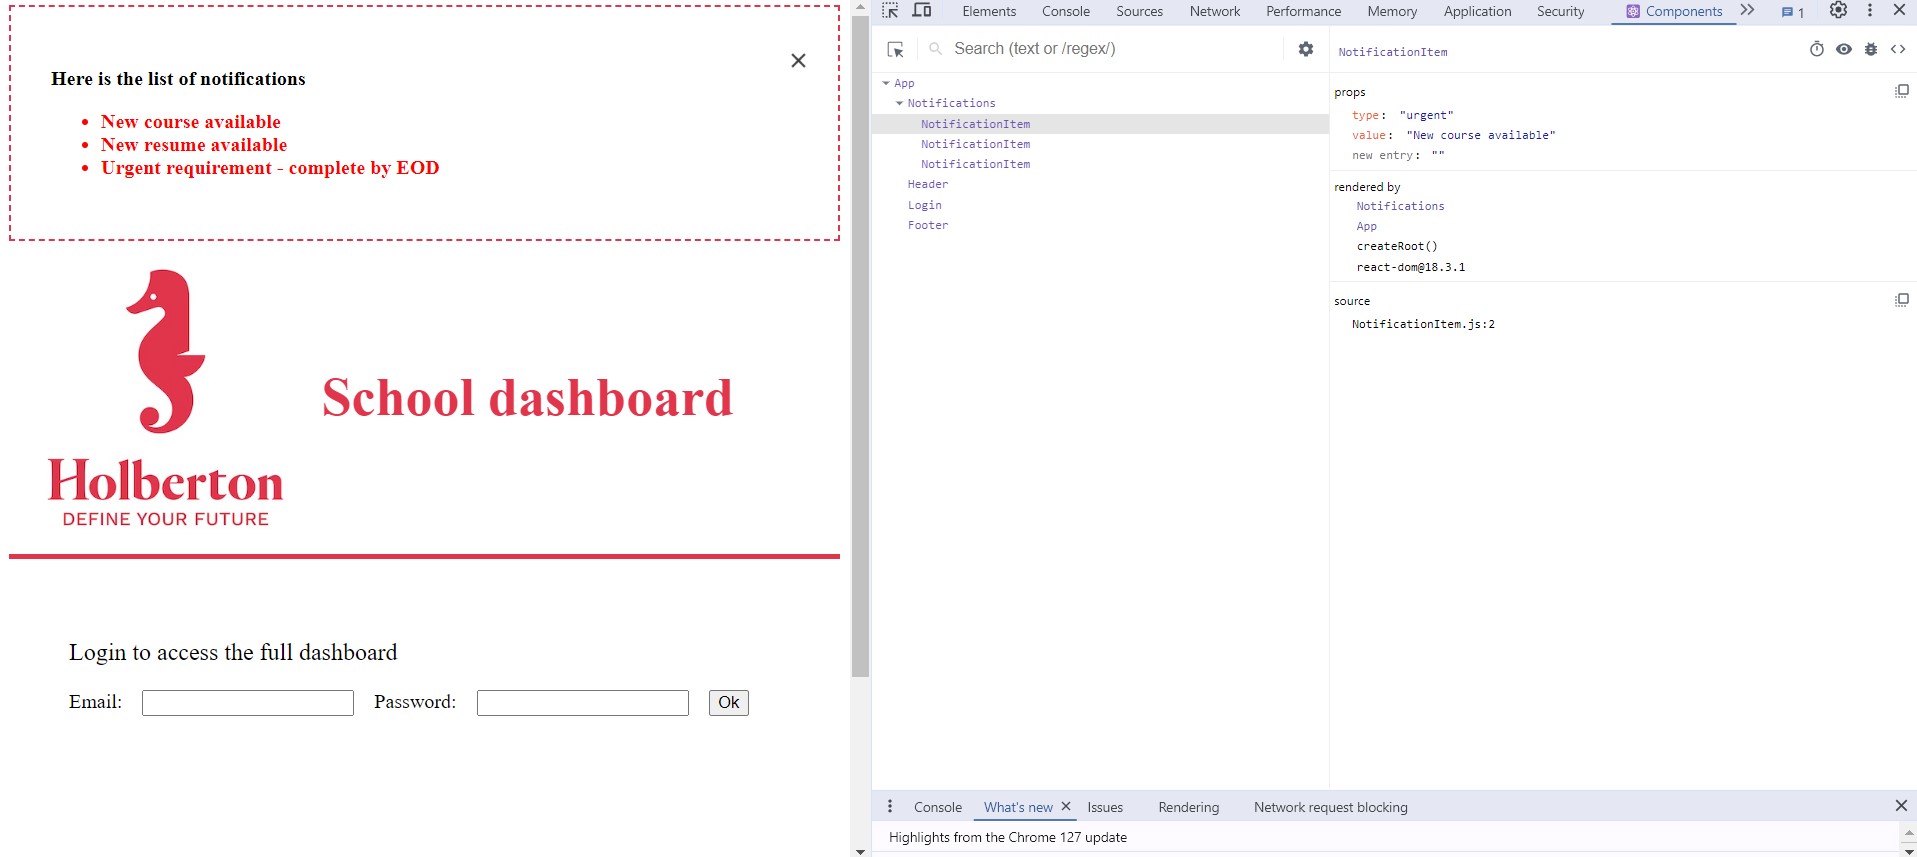 Here is the list of notifications
• New course available
• New resume available
• Urgent requirement - complete by EOD
School dashboard
Holberton
DEFINE YOUR FUTURE
Login to access the full dashboard
Email: Password: Ok
Elements Console Sources Network Performance Memory Application Security Components 1
Search (text or /regex/)
App
Notifications
NotificationItem
NotificationItem
NotificationItem
Header
Login
Footer
NotificationItem
props
type: "urgent"
value: "New course available"
new entry: ""
rendered by
Notifications
App
createRoot()
react-dom@18.3.1
source
NotificationItem.js:2
Console What's new Issues Rendering Network request blocking
Highlights from the Chrome 127 update